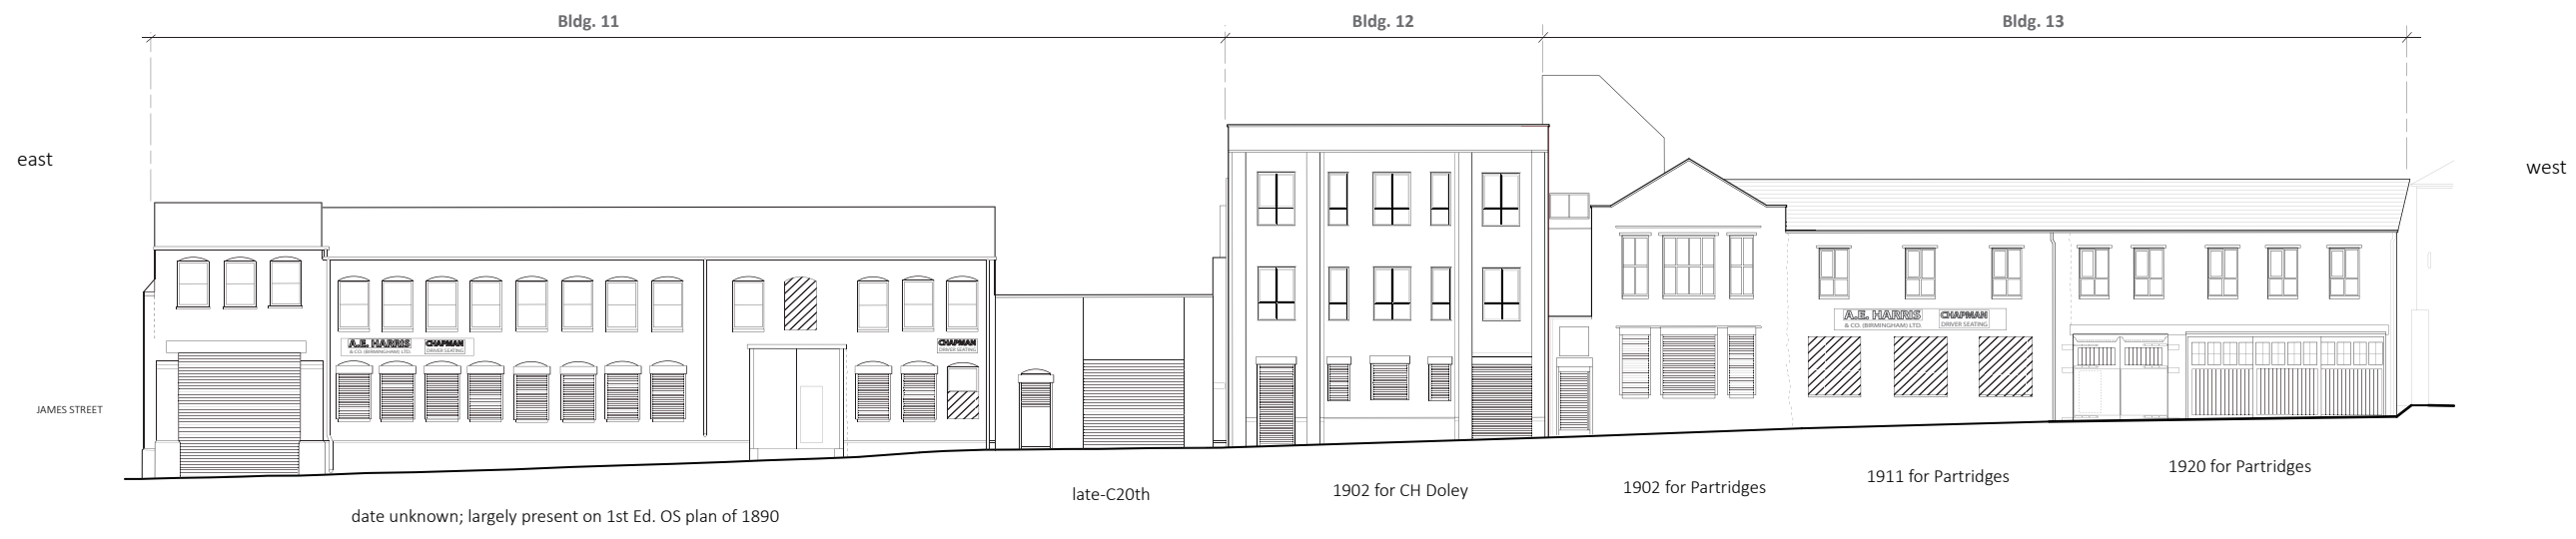 Bldg. 11
Bldg. 12
Bldg. 13
east
west
A.E. HARRIS
& CO. (BIRMINGHAM) LTD.
CHAPMAN
DRIVER SEATING
CHAPMAN
DRIVER SEATING
A.E. HARRIS
& CO. (BIRMINGHAM) LTD.
CHAPMAN
DRIVER SEATING
JAMES STREET
date unknown; largely present on 1st Ed. OS plan of 1890
late-C20th
1902 for CH Doley
1902 for Partridges
1911 for Partridges
1920 for Partridges